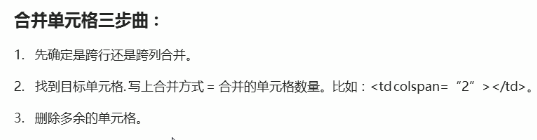 合并单元格三步曲：
1. 先确定是跨行还是跨列合并。
2. 找到目标单元格. 写上合并方式 = 合并的单元格数量。比如：<td colspan= “2” ></td>。
3. 删除多余的单元格。